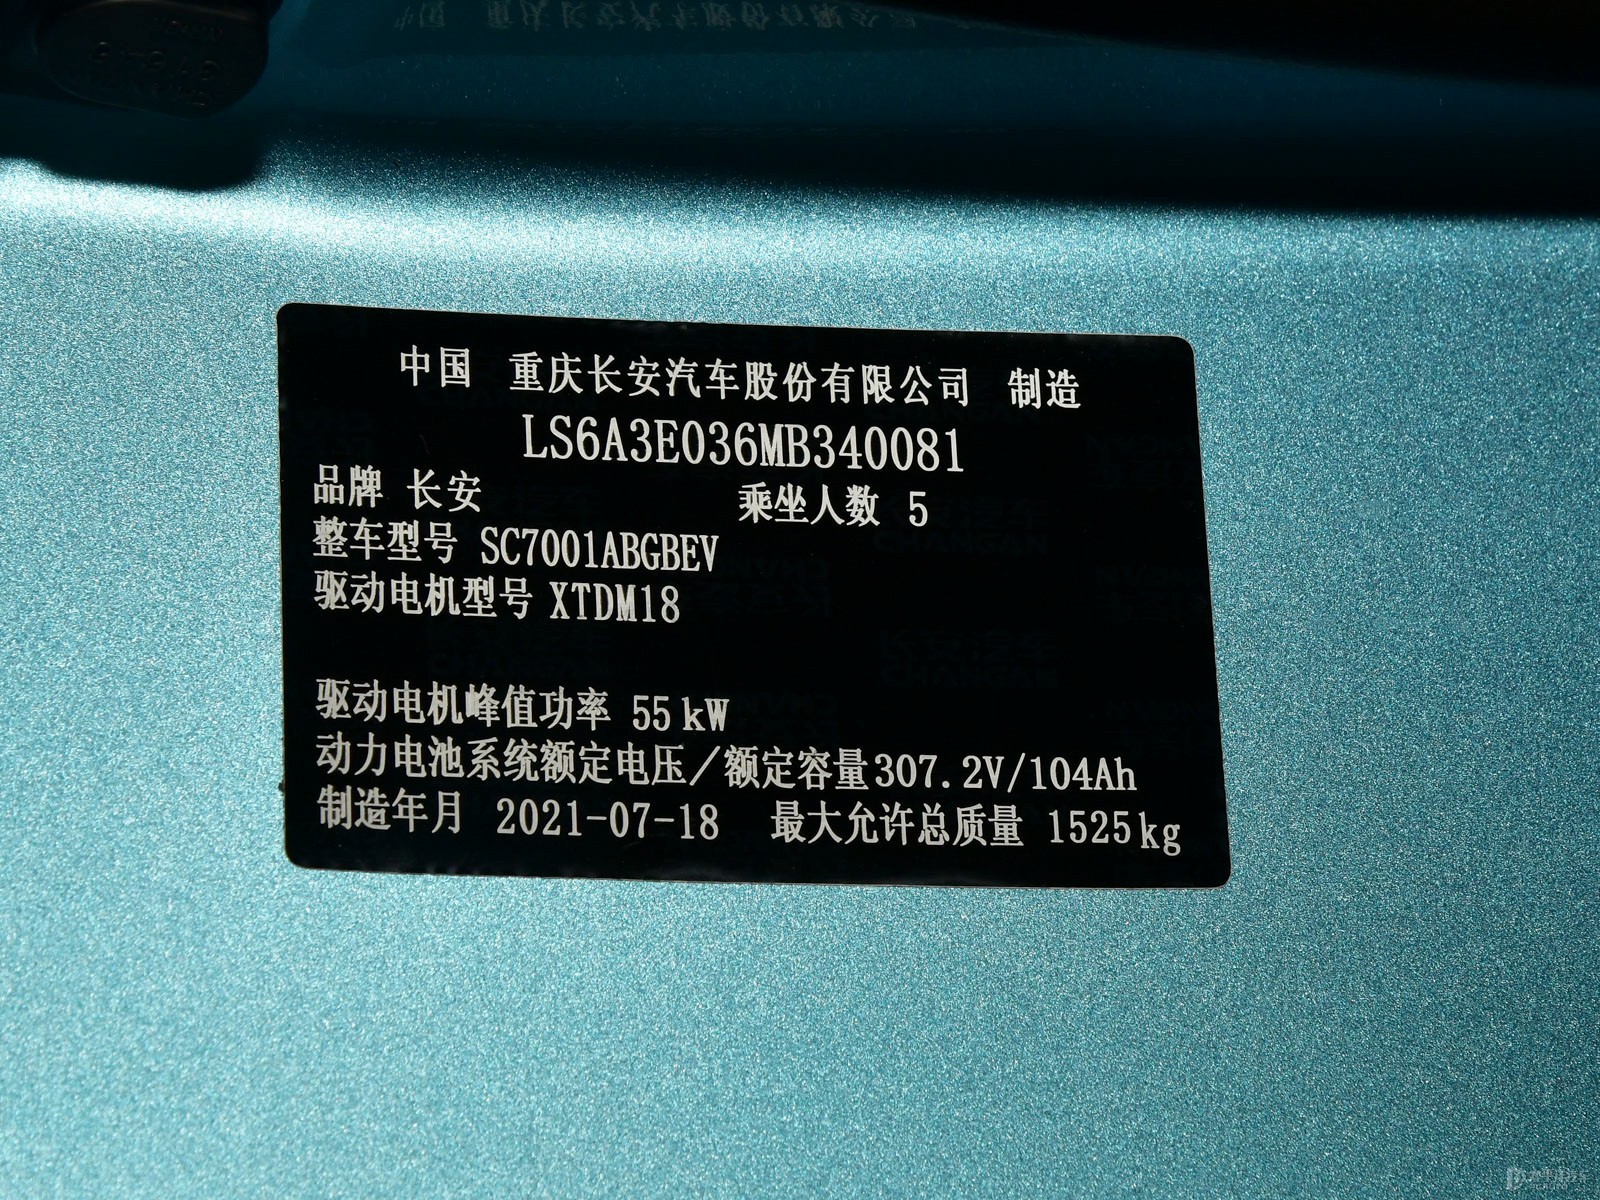 中国 重庆长安汽车股份有限公司 制造
LS6A3E036MB340081
品牌 长安 乘坐人数 5
整车型号 SC7001ABGBEV
驱动电机型号 XTDM18
驱动电机峰值功率 55kW
动力电池系统额定电压／额定容量307.2V/104Ah
制造年月 2021-07-18 最大允许总质量 1525kg